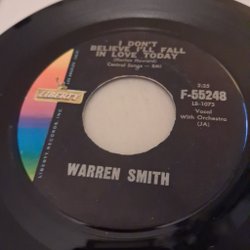 I DON'T
BELIEVE I'LL FALL
IN LOVE TODAY
(Harlan Howard)
Central Songs - BMI
2:35
F-55248
LB-1073
Vocal
With Orchestra
(JA)
LIBERTY
WARREN SMITH